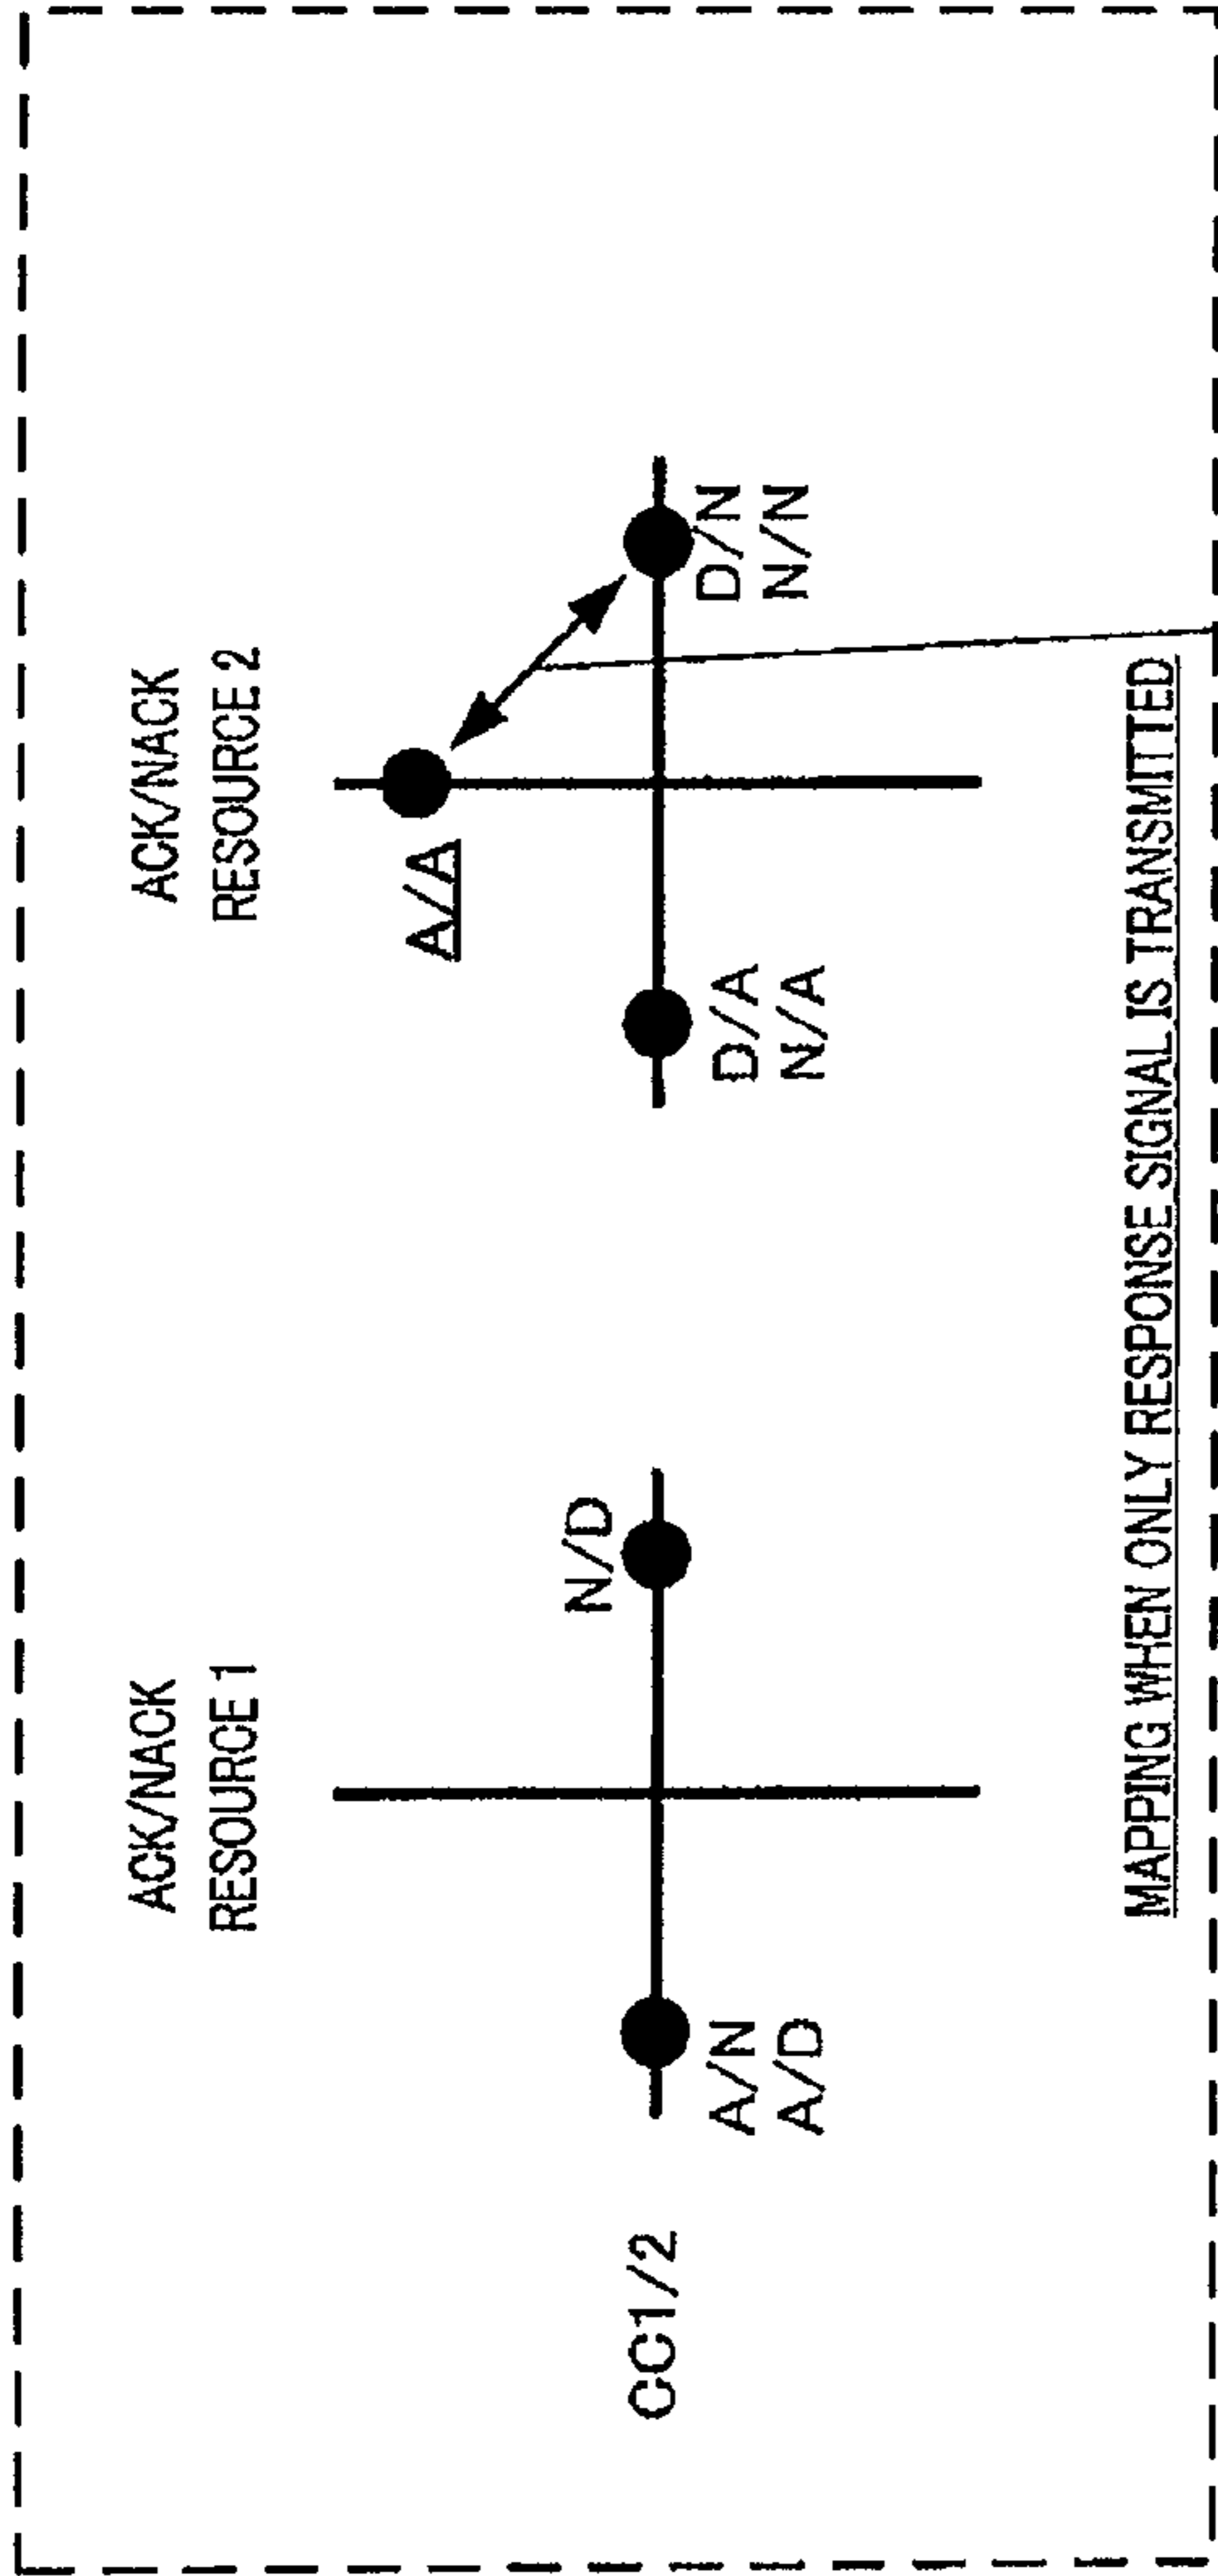 ACK/NACK
RESOURCE 1
ACK/NACK
RESOURCE 2
CC1/2
A/N
A/D
N/D
A/A
D/A
N/A
D/N
N/N
MAPPING WHEN ONLY RESPONSE SIGNAL IS TRANSMITTED